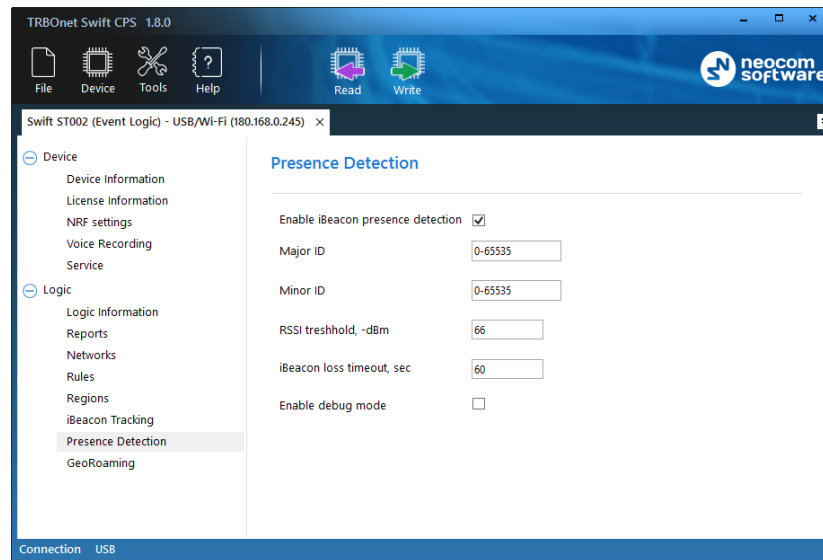 TRBOnet Swift CPS 1.8.0
File
Device
Tools
Help
Read
Write
neocom
software
Swift ST002 (Event Logic) - USB/Wi-Fi (180.168.0.245)
Device
Device Information
License Information
NRF settings
Voice Recording
Service
Logic
Logic Information
Reports
Networks
Rules
Regions
iBeacon Tracking
Presence Detection
GeoRoaming
Presence Detection
Enable iBeacon presence detection
Major ID 0-65535
Minor ID 0-65535
RSSI treshhold, -dBm 66
iBeacon loss timeout, sec 60
Enable debug mode
Connection USB